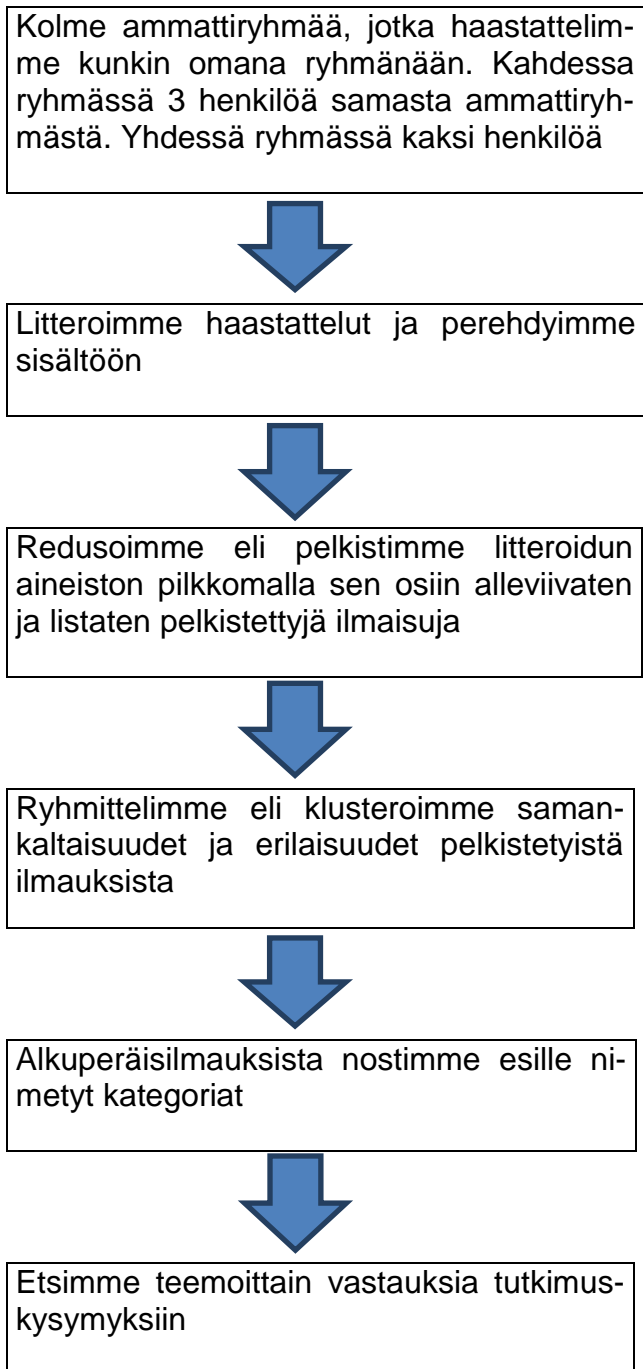 Kolme ammattiryhmää, jotka haastattelim-
me kunkin omana ryhmänään. Kahdessa
ryhmässä 3 henkilöä samasta ammattiryh-
mästä. Yhdessä ryhmässä kaksi henkilöä
Litteroimme haastattelut ja perehdyimme
sisältöön
Redusoimme eli pelkistimme litteroidun
aineiston pilkkomalla sen osiin alleviivaten
ja listaten pelkistettyjä ilmaisuja
Ryhmittelimme eli klusteroimme saman-
kaltaisuudet ja erilaisuudet pelkistetyistä
ilmauksista
Alkuperäisilmauksista nostimme esille ni-
metyt kategoriat
Etsimme teemoittain vastauksia tutkimus-
kysymyksiin